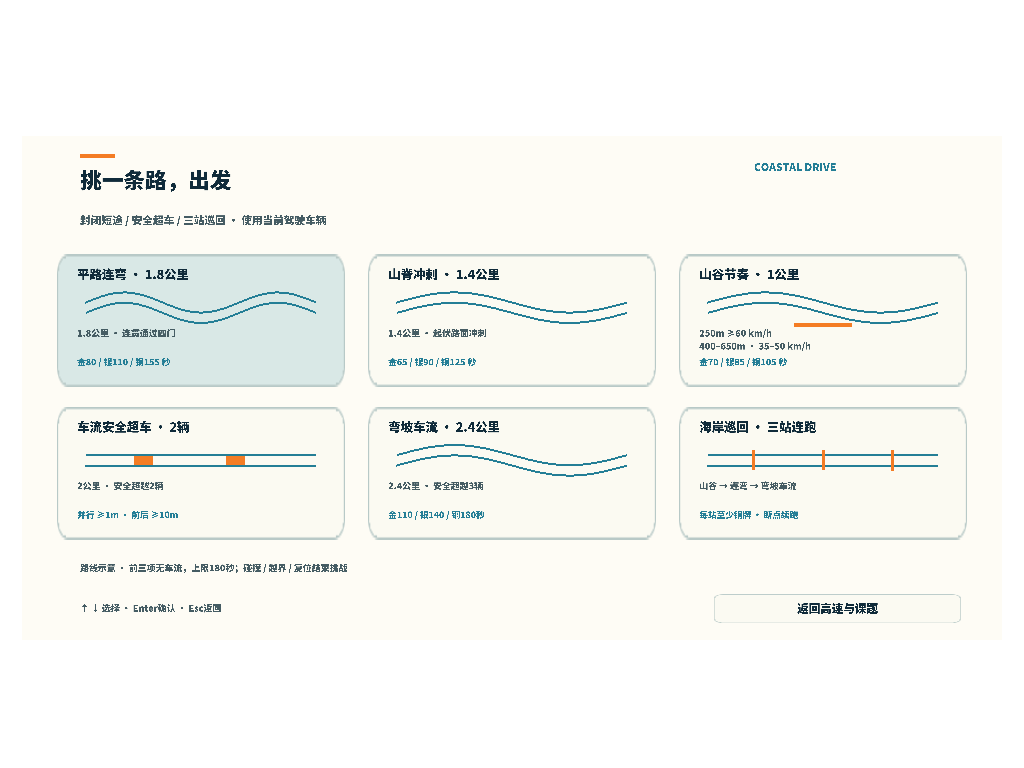 COASTAL DRIVE
挑一条路，出发
封闭短途 / 安全超车 / 三站巡回 · 使用当前驾驶车辆
平路连弯 · 1.8公里
1.8公里 · 连贯通过四门
金80 / 银110 / 铜155 秒
山脊冲刺 · 1.4公里
1.4公里 · 起伏路面冲刺
金65 / 银90 / 铜125 秒
山谷节奏 · 1公里
250m ≥60 km/h
400–650m · 35–50 km/h
金70 / 银85 / 铜105 秒
车流安全超车 · 2辆
2公里 · 安全超越2辆
并行 ≥1m · 前后 ≥10m
弯坡车流 · 2.4公里
2.4公里 · 安全超越3辆
金110 / 银140 / 铜180秒
海岸巡回 · 三站连跑
山谷 → 连弯 → 弯坡车流
每站至少铜牌 · 断点续跑
路线示意 · 前三项无车流，上限180秒；碰撞 / 越界 / 复位结束挑战
↑ ↓ 选择 · Enter确认 · Esc返回
返回高速与课题